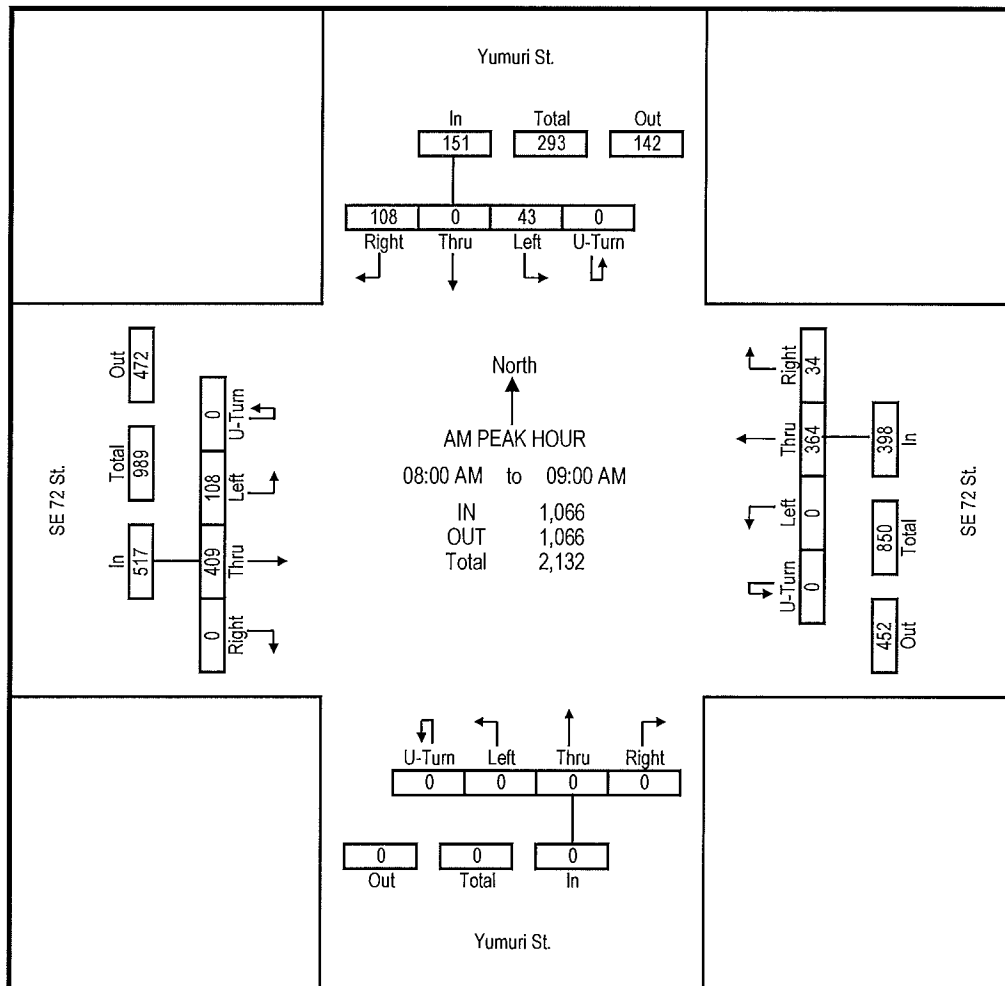 Yumuri St.
In Total Out
151 293 142
108 0 43 0
Right Thru Left U-Turn
SE 72 St.
Out 472
Total 989
In 517
0 U-Turn
108 Left
409 Thru
0 Right
North
AM PEAK HOUR
08:00 AM to 09:00 AM
IN 1,066
OUT 1,066
Total 2,132
Right 34
Thru 364
Left 0
U-Turn 0
398 In
850 Total
452 Out
SE 72 St.
U-Turn Left Thru Right
0 0 0 0
0 0 0
Out Total In
Yumuri St.